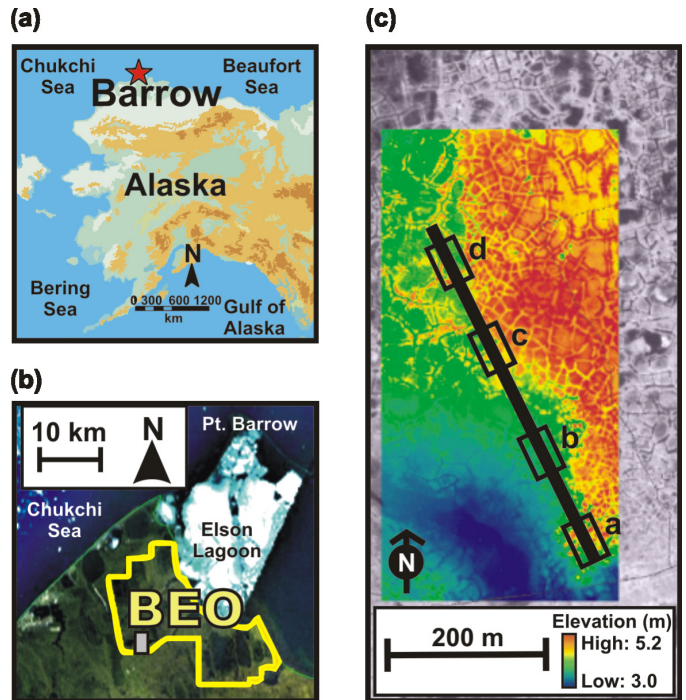 (a)
Chukchi
Sea
Beaufort
Sea
Barrow
Alaska
N
0 300 600 1200
km
Bering
Sea
Gulf of
Alaska
(b)
10 km
N
Pt. Barrow
Chukchi
Sea
Elson
Lagoon
BEO
(c)
d
c
b
a
N
200 m
Elevation (m)
High: 5.2
Low: 3.0